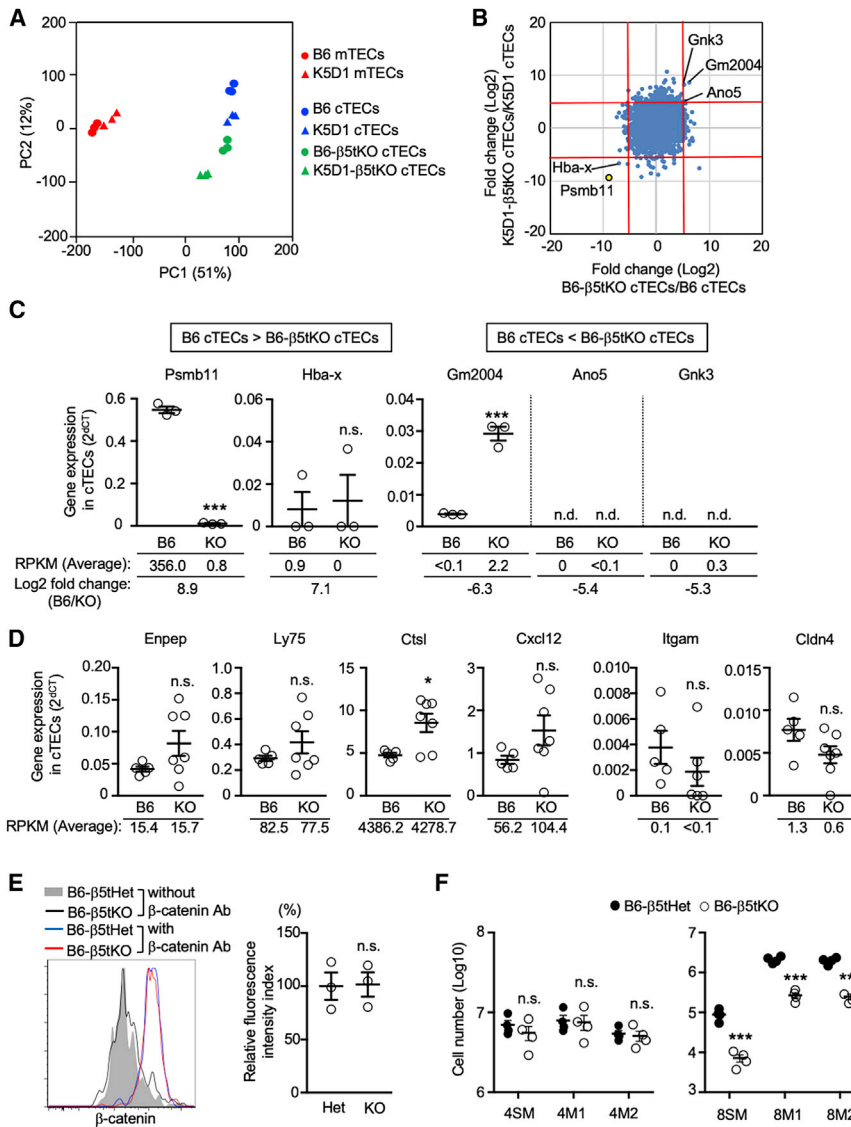 A
PC2 (12%)
200
100
0
-100
-200
-200
-100
0
100
200
PC1 (51%)
B6 mTECs
K5D1 mTECs
B6 cTECs
K5D1 cTECs
B6-β5tKO cTECs
K5D1-β5tKO cTECs
B
Fold change (Log2)
K5D1-β5tKO cTECs/K5D1 cTECs
20
10
0
-10
-20
-20
-10
0
10
20
Gnk3
Gm2004
Ano5
Hba-x
Psmb11
Fold change (Log2)
B6-β5tKO cTECs/B6 cTECs
C
B6 cTECs > B6-β5tKO cTECs
B6 cTECs < B6-β5tKO cTECs
Psmb11
Hba-x
Gm2004
Ano5
Gnk3
Gene expression
in cTECs (2dCT)
0.6
0.4
0.2
0
***
0.06
0.04
0.02
0
n.s.
0.04
0.03
0.02
0.01
0
***
n.d. n.d.
n.d. n.d.
B6 KO
B6 KO
B6 KO
B6 KO
B6 KO
RPKM (Average): 356.0 0.8 0.9 0 <0.1 2.2 0 <0.1 0 0.3
Log2 fold change: 8.9 7.1 -6.3 -5.4 -5.3
(B6/KO)
D
Enpep
Ly75
Ctsl
Cxcl12
Itgam
Cldn4
Gene expression
in cTECs (2dCT)
0.20
0.15
0.10
0.05
0
n.s.
1.0
0.8
0.6
0.4
0.2
0
n.s.
15
10
5
0
*
3
2
1
0
n.s.
0.010
0.008
0.006
0.004
0.002
0
n.s.
0.015
0.010
0.005
0.000
n.s.
B6 KO
B6 KO
B6 KO
B6 KO
B6 KO
B6 KO
RPKM (Average): 15.4 15.7 82.5 77.5 4386.2 4278.7 56.2 104.4 0.1 <0.1 1.3 0.6
E
B6-β5tHet
B6-β5tKO
without
β-catenin Ab
B6-β5tHet
B6-β5tKO
with
β-catenin Ab
β-catenin
(%)
Relative fluorescence
intensity index
150
100
50
0
n.s.
Het KO
F
B6-β5tHet
B6-β5tKO
Cell number (Log10)
8
7
6
n.s.
n.s.
n.s.
4SM 4M1 4M2
7
6
5
4
3
***
***
**
8SM 8M1 8M2